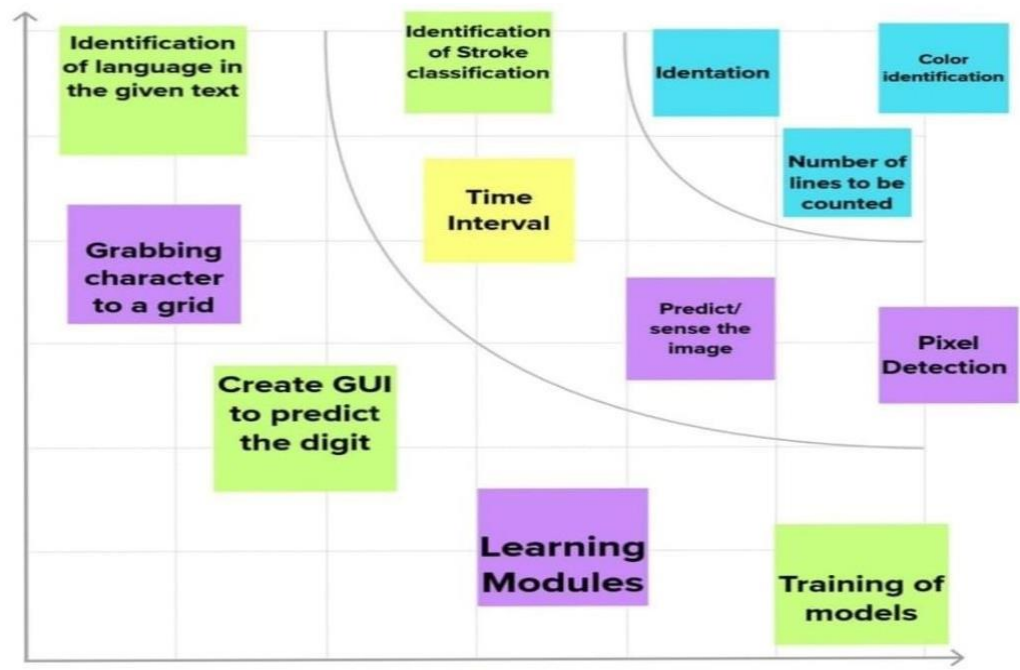 Identification
of language in
the given text
Identification
of Stroke
classification
Identation
Color
identification
Number of
lines to be
counted
Time
Interval
Grabbing
character
to a grid
Predict/
sense the
image
Pixel
Detection
Create GUI
to predict
the digit
Learning
Modules
Training of
models